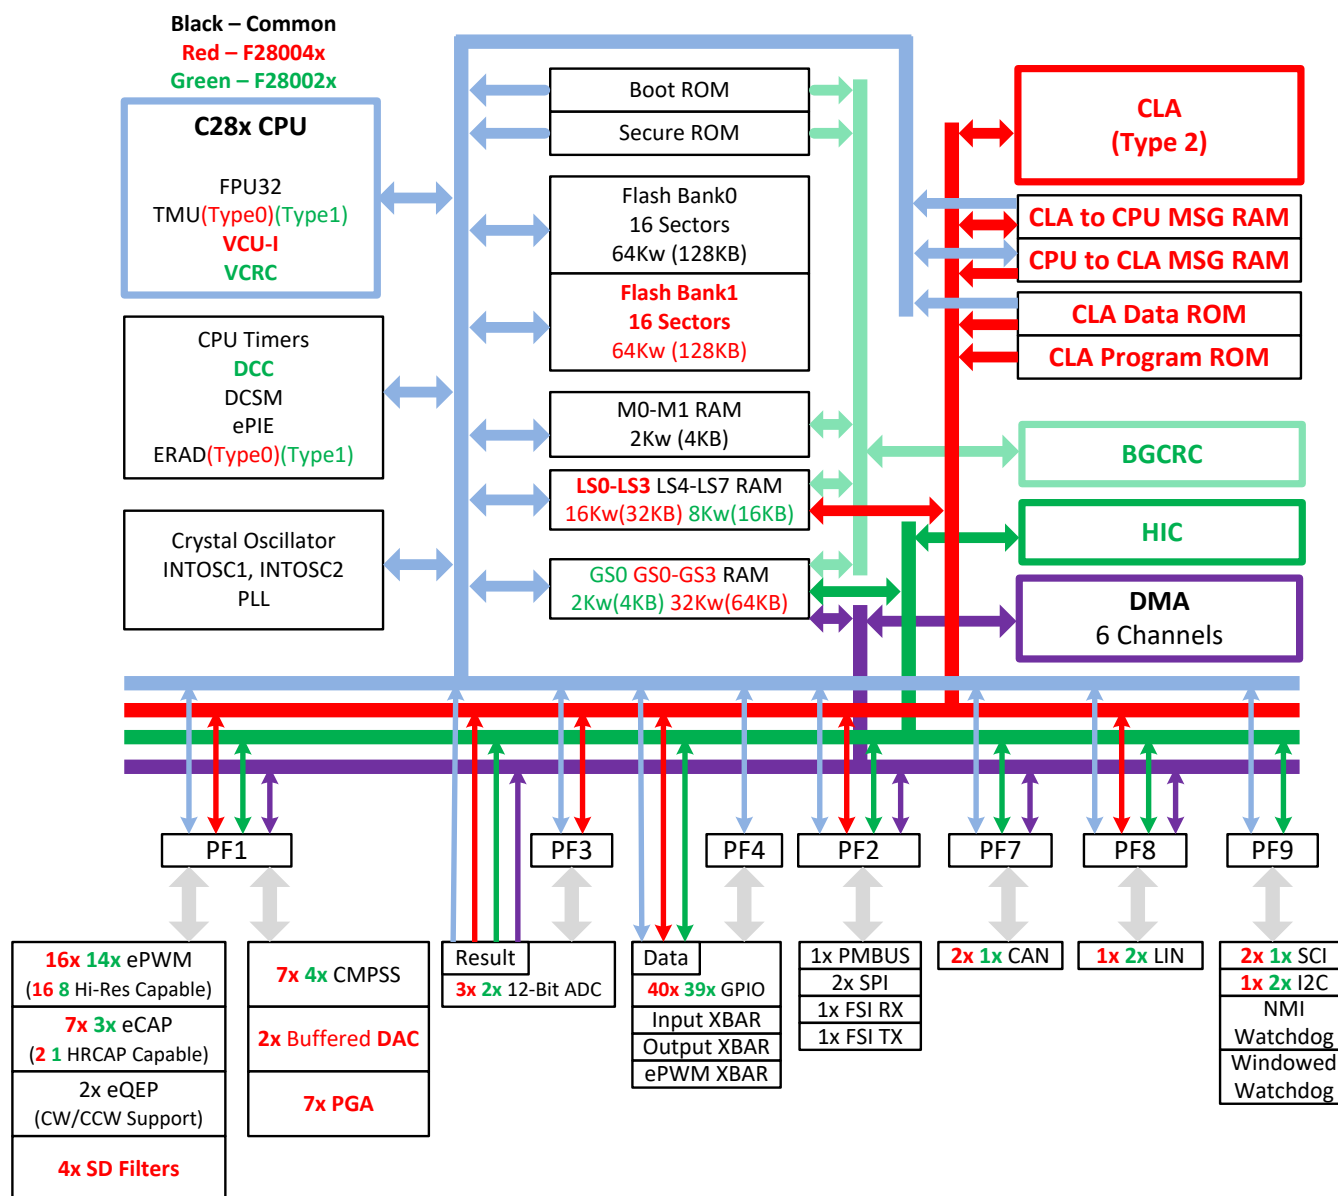 Black – Common
Red – F28004x
Green – F28002x
C28x CPU
FPU32
TMU(Type0)(Type1)
VCU-I
VCRC
CPU Timers
DCC
DCSM
ePIE
ERAD(Type0)(Type1)
Crystal Oscillator
INTOSC1, INTOSC2
PLL
Boot ROM
Secure ROM
Flash Bank0
16 Sectors
64Kw (128KB)
Flash Bank1
16 Sectors
64Kw (128KB)
M0-M1 RAM
2Kw (4KB)
LS0-LS3 LS4-LS7 RAM
16Kw(32KB) 8Kw(16KB)
GS0 GS0-GS3 RAM
2Kw(4KB) 32Kw(64KB)
CLA
(Type 2)
CLA to CPU MSG RAM
CPU to CLA MSG RAM
CLA Data ROM
CLA Program ROM
BGCRC
HIC
DMA
6 Channels
PF1
PF3
PF4
PF2
PF7
PF8
PF9
16x 14x ePWM
(16 8 Hi-Res Capable)
7x 3x eCAP
(2 1 HRCAP Capable)
2x eQEP
(CW/CCW Support)
4x SD Filters
7x 4x CMPSS
2x Buffered DAC
7x PGA
Result
3x 2x 12-Bit ADC
Data
40x 39x GPIO
Input XBAR
Output XBAR
ePWM XBAR
1x PMBUS
2x SPI
1x FSI RX
1x FSI TX
2x 1x CAN
1x 2x LIN
2x 1x SCI
1x 2x I2C
NMI
Watchdog
Windowed
Watchdog